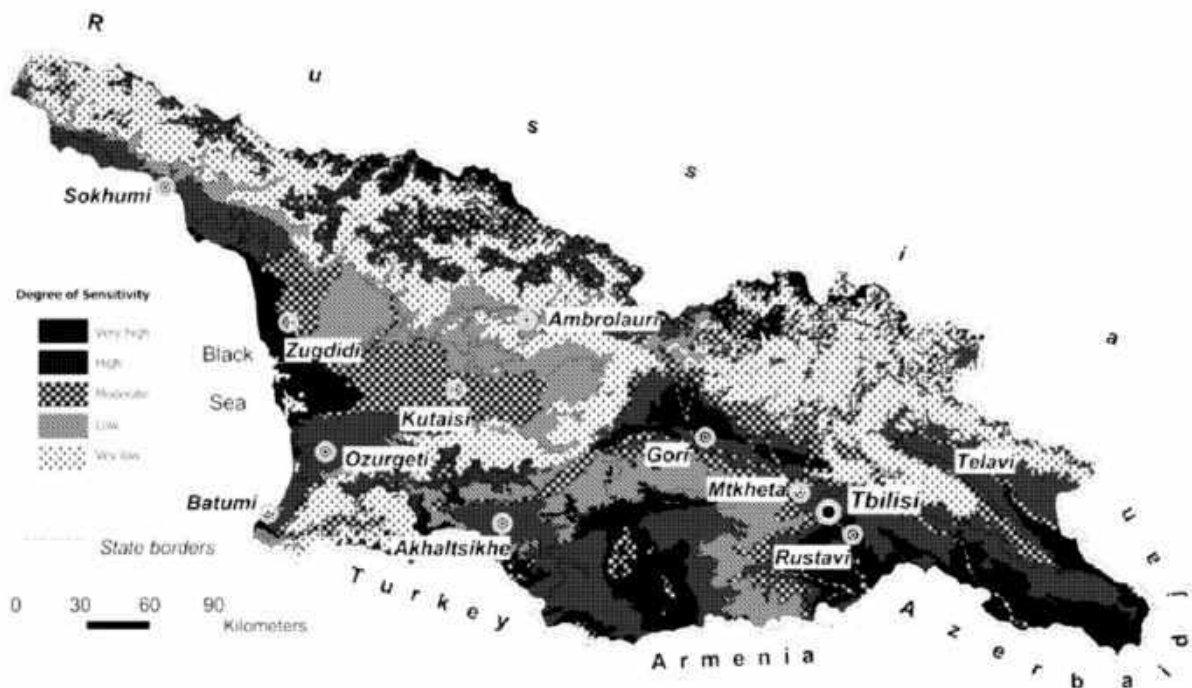 Russia
Sokhumi
Degree of Sensitivity
Very high
High
Moderate
Low
Very low
Black
Sea
Zugdidi
Ambrolauri
Kutaisi
Ozurgeti
Gori
Telavi
Mtkheta
Tbilisi
Batumi
Akhaltsikhe
Rustavi
State borders
0 30 60 90
Kilometers
Turkey
Armenia
Azerbaijan